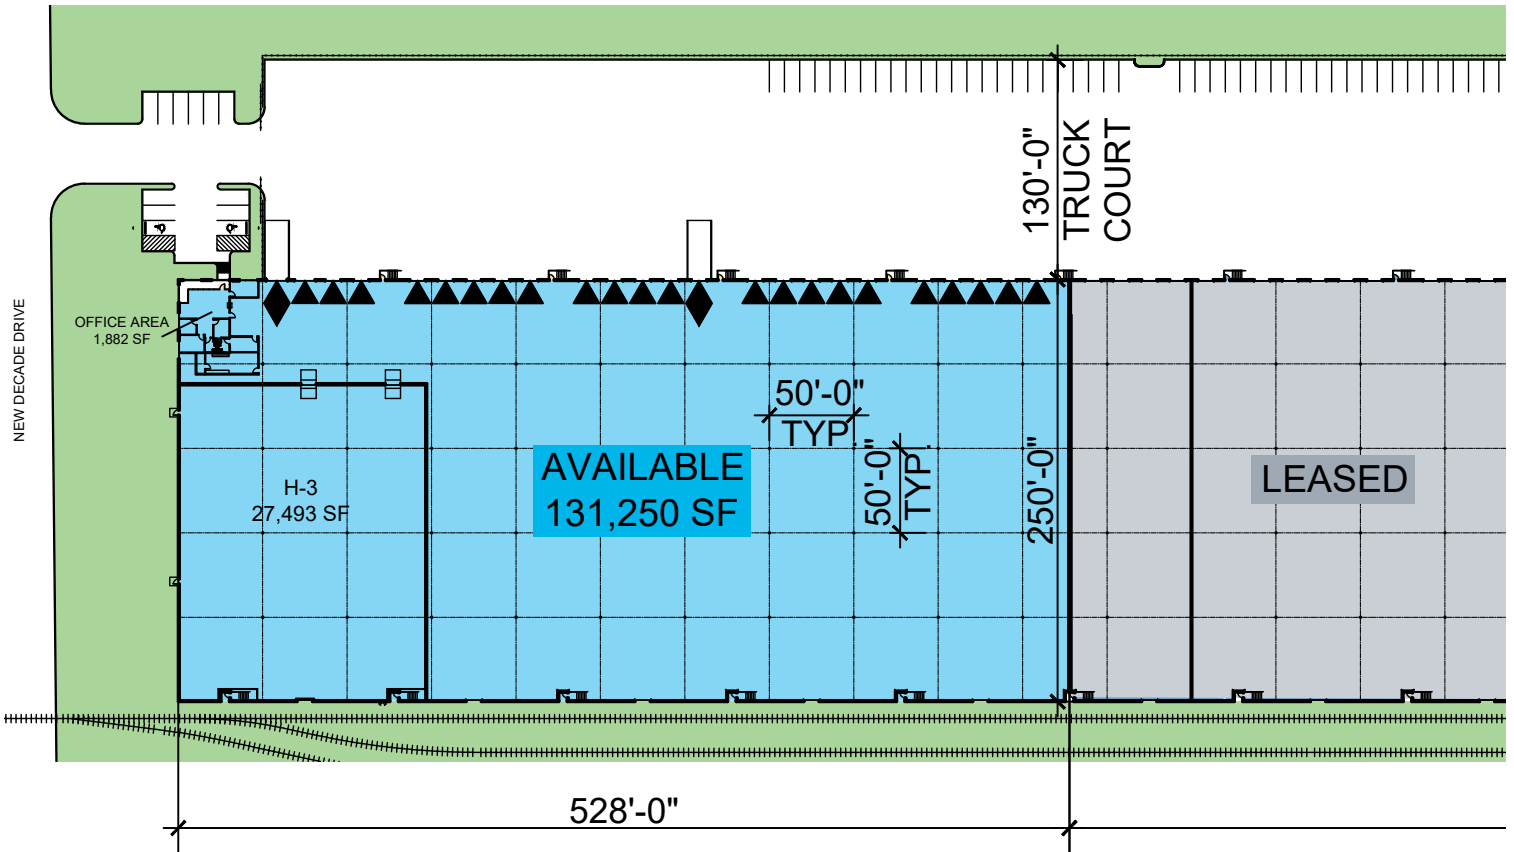 130'-0"
TRUCK
COURT
NEW DECADE DRIVE
OFFICE AREA
1,882 SF
50'-0"
TYP.
AVAILABLE
131,250 SF
50'-0"
TYP.
250'-0"
LEASED
H-3
27,493 SF
528'-0"